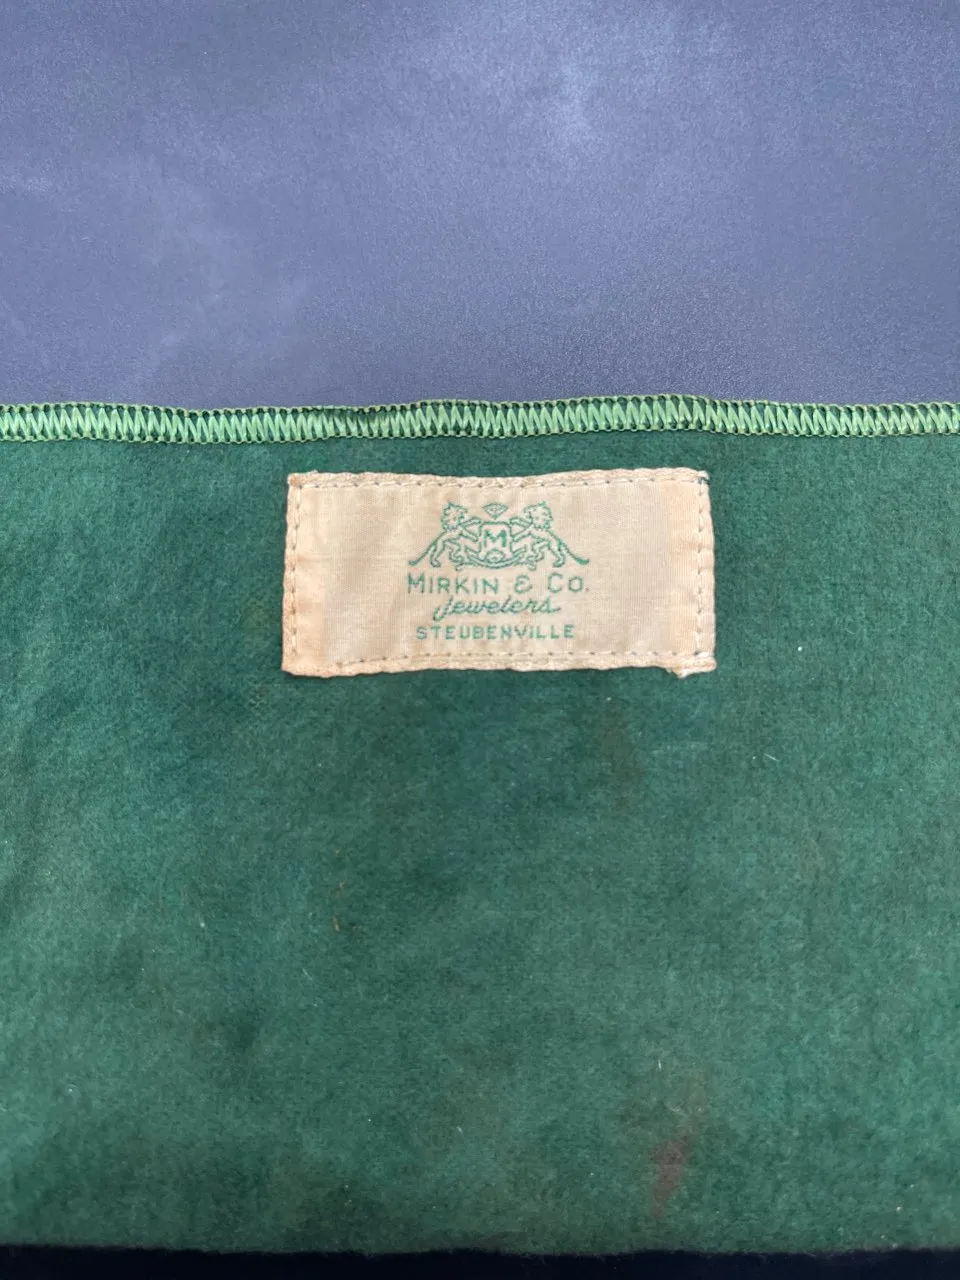 M
MIRKIN & CO.
Jewelers
STEUBENVILLE